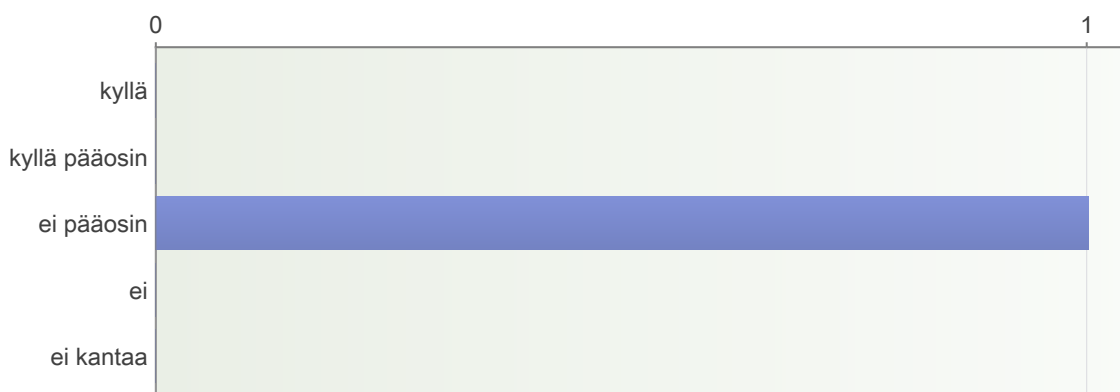 0 1
kyllä
kyllä pääosin
ei pääosin
ei
ei kantaa